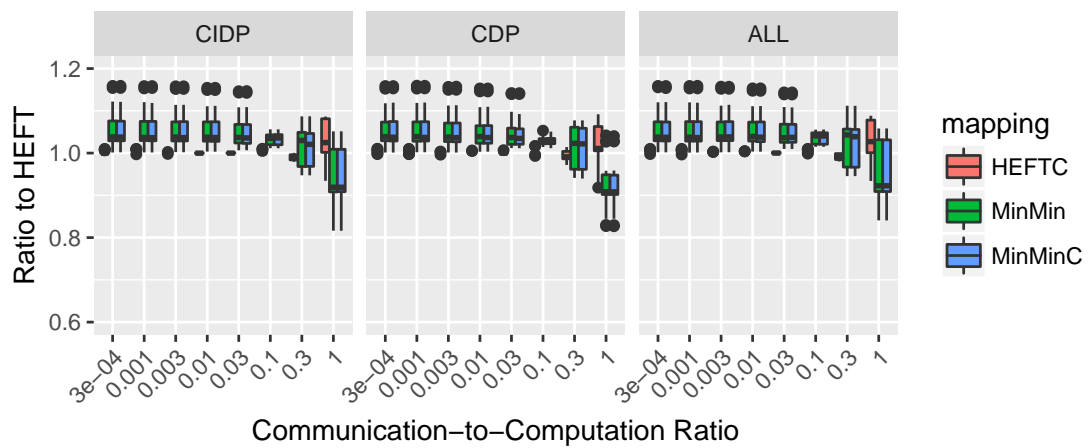 CIDP CDP ALL
1.2
1.0
0.8
0.6
Ratio to HEFT
3e−04 0.001 0.003 0.01 0.03 0.1 0.3 1
3e−04 0.001 0.003 0.01 0.03 0.1 0.3 1
3e−04 0.001 0.003 0.01 0.03 0.1 0.3 1
Communication−to−Computation Ratio
mapping
HEFTC
MinMin
MinMinC